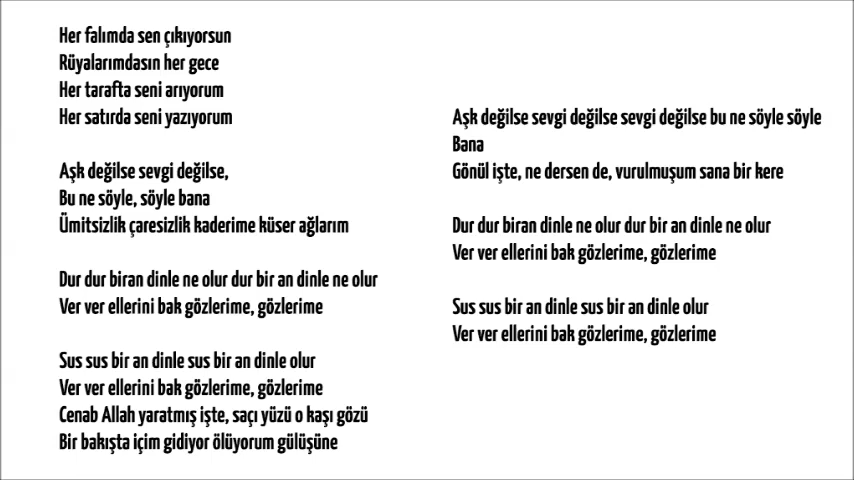 Her falımda sen çıkıyorsun
Rüyalarımdasın her gece
Her tarafta seni arıyorum
Her satırda seni yazıyorum
Aşk değilse sevgi değilse,
Bu ne söyle, söyle bana
Ümitsizlik çaresizlik kaderime küser ağlarım
Dur dur biran dinle ne olur dur bir an dinle ne olur
Ver ver ellerini bak gözlerime, gözlerime
Sus sus bir an dinle sus bir an dinle olur
Ver ver ellerini bak gözlerime, gözlerime
Cenab Allah yaratmış işte, saçı yüzü o kaşı gözü
Bir bakışta içim gidiyor ölüyorum gülüşüne
Aşk değilse sevgi değilse sevgi değilse bu ne söyle söyle
Bana
Gönül işte, ne dersen de, vurulmuşum sana bir kere
Dur dur biran dinle ne olur dur bir an dinle ne olur
Ver ver ellerini bak gözlerime, gözlerime
Sus sus bir an dinle sus bir an dinle olur
Ver ver ellerini bak gözlerime, gözlerime